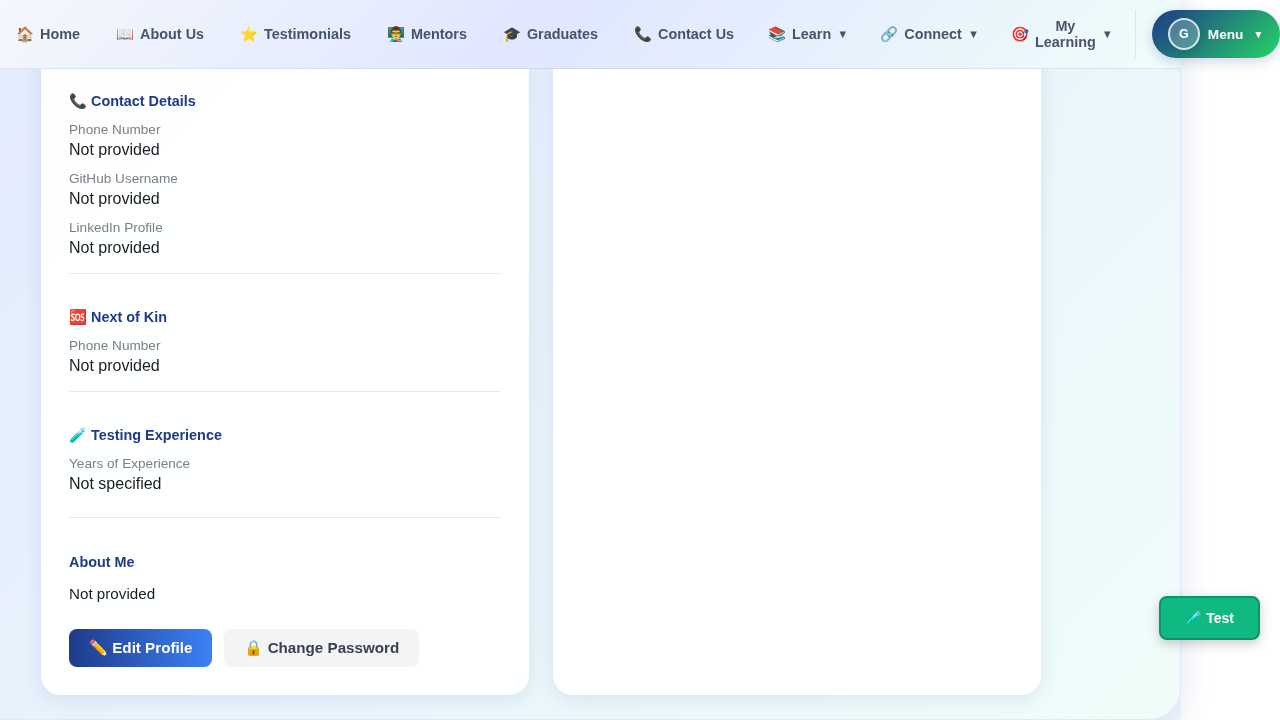 🏠 Home 📖 About Us ⭐ Testimonials 👨‍🏫 Mentors 🎓 Graduates 📞 Contact Us 📚 Learn ▼ 🔗 Connect ▼ 🎯 My Learning ▼ G Menu ▼
📞 Contact Details
Phone Number
Not provided
GitHub Username
Not provided
LinkedIn Profile
Not provided
🆘 Next of Kin
Phone Number
Not provided
🧪 Testing Experience
Years of Experience
Not specified
About Me
Not provided
✏️ Edit Profile 🔒 Change Password
🧪 Test